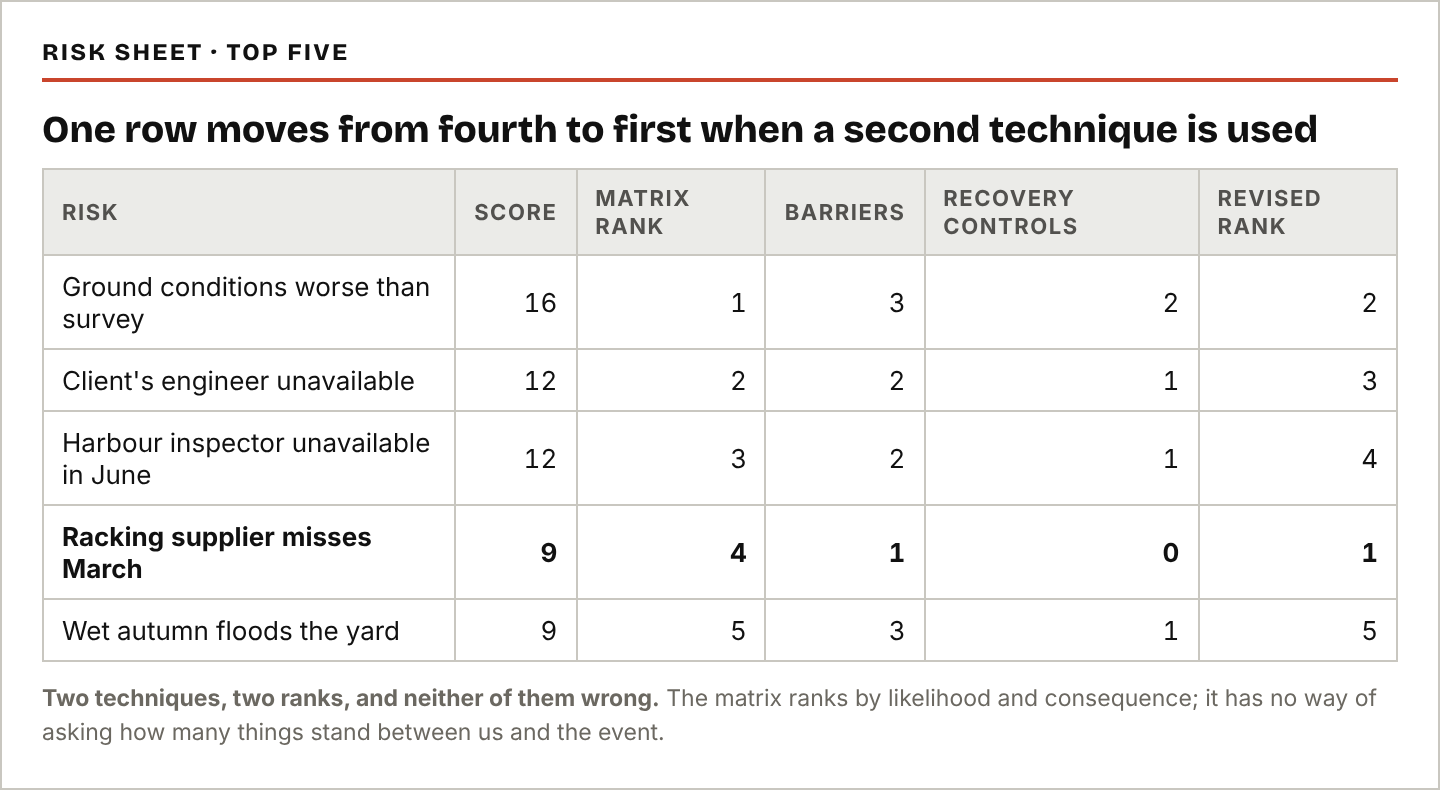 RISK SHEET · TOP FIVE
One row moves from fourth to first when a second technique is used
RISK SCORE MATRIX RANK BARRIERS RECOVERY CONTROLS REVISED RANK
Ground conditions worse than survey 16 1 3 2 2
Client's engineer unavailable 12 2 2 1 3
Harbour inspector unavailable in June 12 3 2 1 4
Racking supplier misses March 9 4 1 0 1
Wet autumn floods the yard 9 5 3 1 5
Two techniques, two ranks, and neither of them wrong. The matrix ranks by likelihood and consequence; it has no way of
asking how many things stand between us and the event.